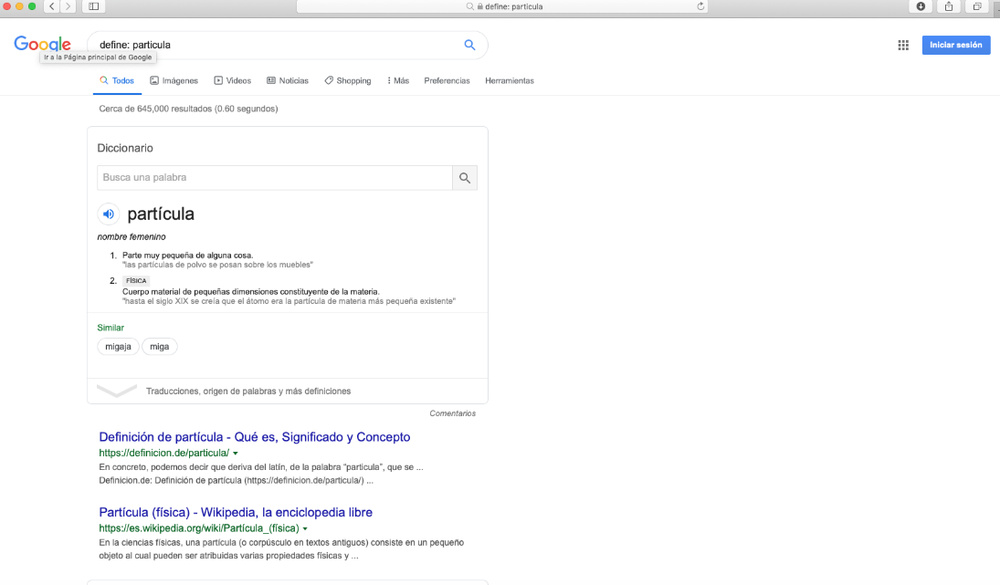 define: particula
Google
define: particula
Iniciar sesión
Ir a la Página principal de Google
Todos Imágenes Videos Noticias Shopping Más Preferencias Herramientas
Cerca de 645,000 resultados (0.60 segundos)
Diccionario
Busca una palabra
partícula
nombre femenino
1. Parte muy pequeña de alguna cosa.
"las partículas de polvo se posan sobre los muebles"
2. FÍSICA
Cuerpo material de pequeñas dimensiones constituyente de la materia.
"hasta el siglo XIX se creía que el átomo era la partícula de materia más pequeña existente"
Similar
migaja miga
Traducciones, origen de palabras y más definiciones
Comentarios
Definición de partícula - Qué es, Significado y Concepto
https://definicion.de/particula/
En concreto, podemos decir que deriva del latín, de la palabra “particula”, que se ...
Definicion.de: Definición de partícula (https://definicion.de/particula/) ...
Partícula (física) - Wikipedia, la enciclopedia libre
https://es.wikipedia.org/wiki/Partícula_(física)
En la ciencias físicas, una partícula (o corpúsculo en textos antiguos) consiste en un pequeño
objeto al cual pueden ser atribuidas varias propiedades físicas y ...